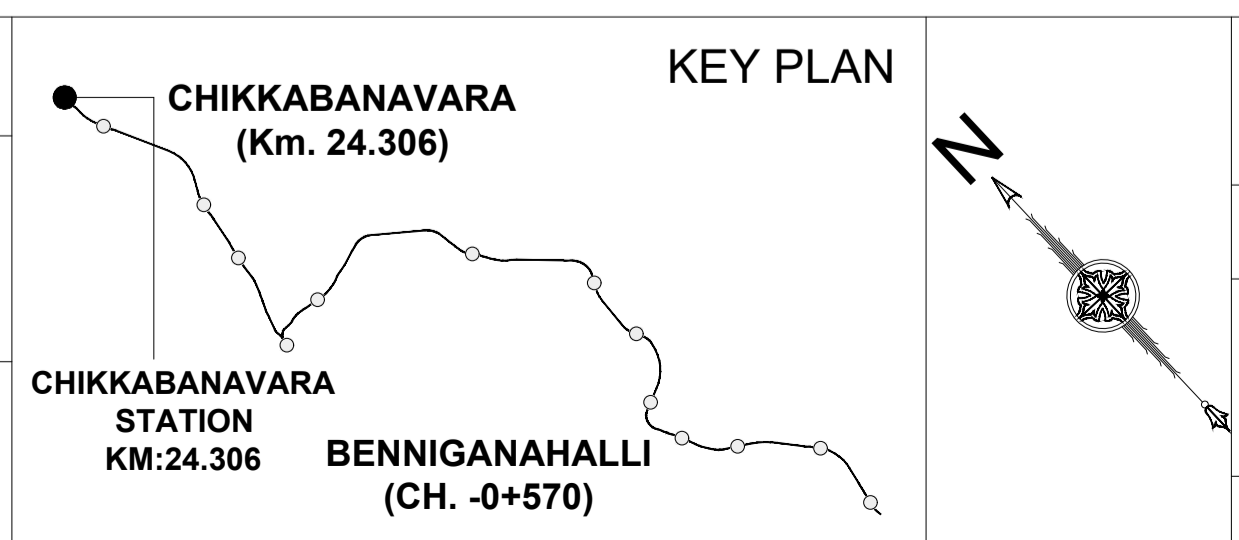 KEY PLAN
CHIKKABANAVARA
(Km. 24.306)
N
CHIKKABANAVARA
STATION
KM:24.306
BENNIGANAHALLI
(CH. -0+570)